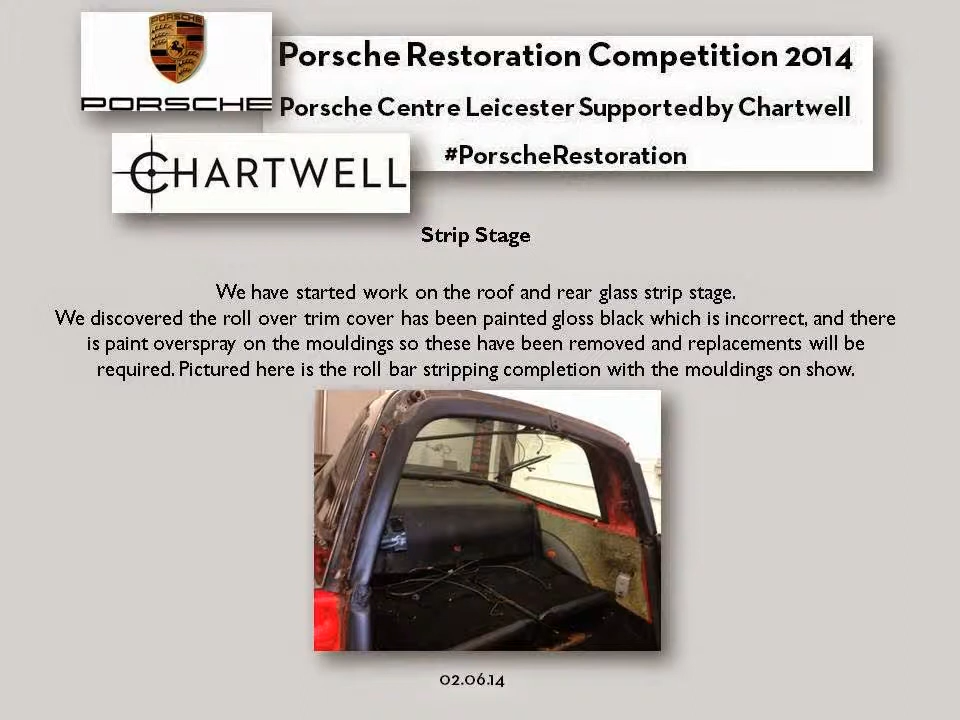 PORSCHE
PORSCHE
CHARTWELL
Porsche Restoration Competition 2014
Porsche Centre Leicester Supported by Chartwell
#PorscheRestoration
Strip Stage
We have started work on the roof and rear glass strip stage.
We discovered the roll over trim cover has been painted gloss black which is incorrect, and there
is paint overspray on the mouldings so these have been removed and replacements will be
required. Pictured here is the roll bar stripping completion with the mouldings on show.
02.06.14